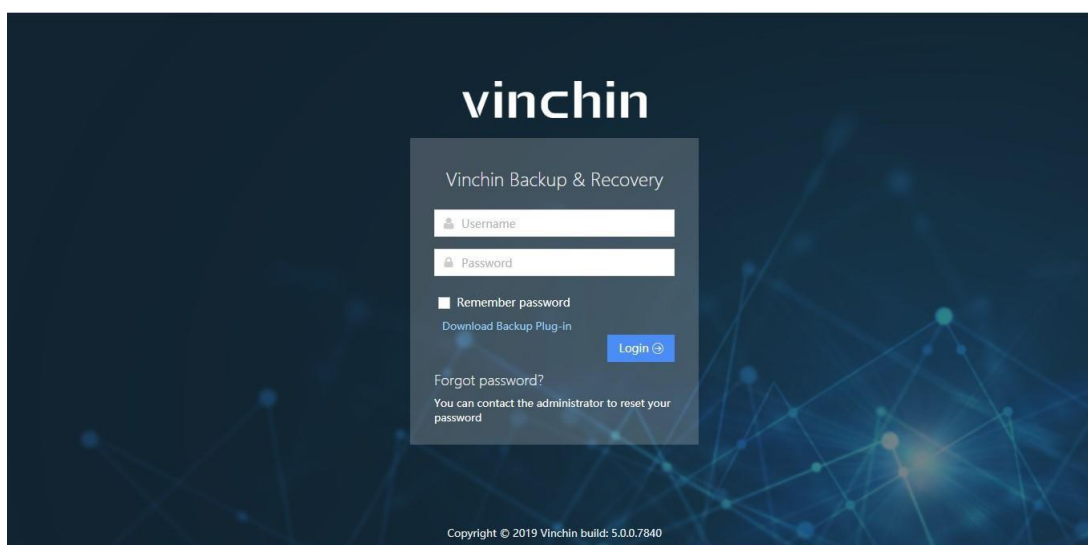 vinchin
Vinchin Backup & Recovery
Username
Password
Remember password
Download Backup Plug-in
Login
Forgot password?
You can contact the administrator to reset your
password
Copyright © 2019 Vinchin build: 5.0.0.7840